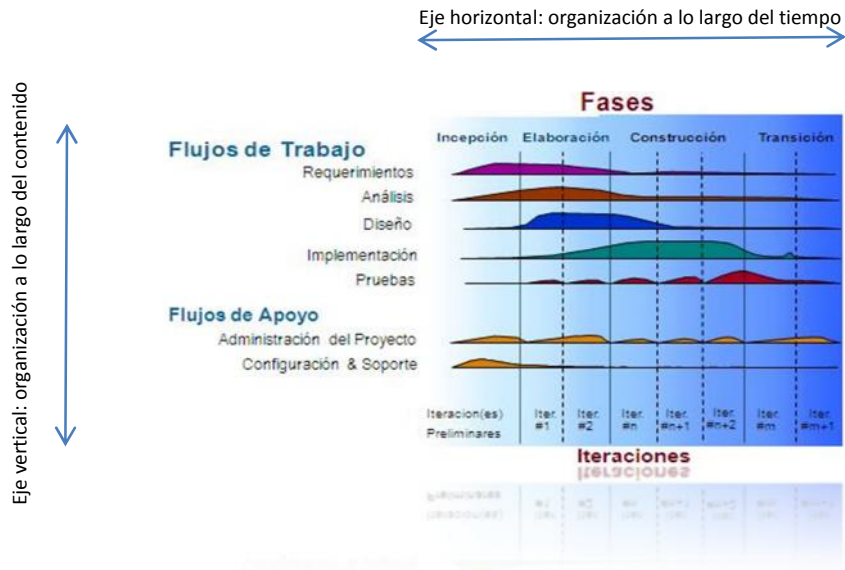 Eje horizontal: organización a lo largo del tiempo
Eje vertical: organización a lo largo del contenido
Fases
Incepción Elaboración Construcción Transición
Flujos de Trabajo
Requerimientos
Análisis
Diseño
Implementación
Pruebas
Flujos de Apoyo
Administración del Proyecto
Configuración & Soporte
Iteracion(es) Preliminares
Iter. #1
Iter. #2
Iter. #n
Iter. #n+1
Iter. #n+2
Iter. #m
Iter. #m+1
Iteraciones